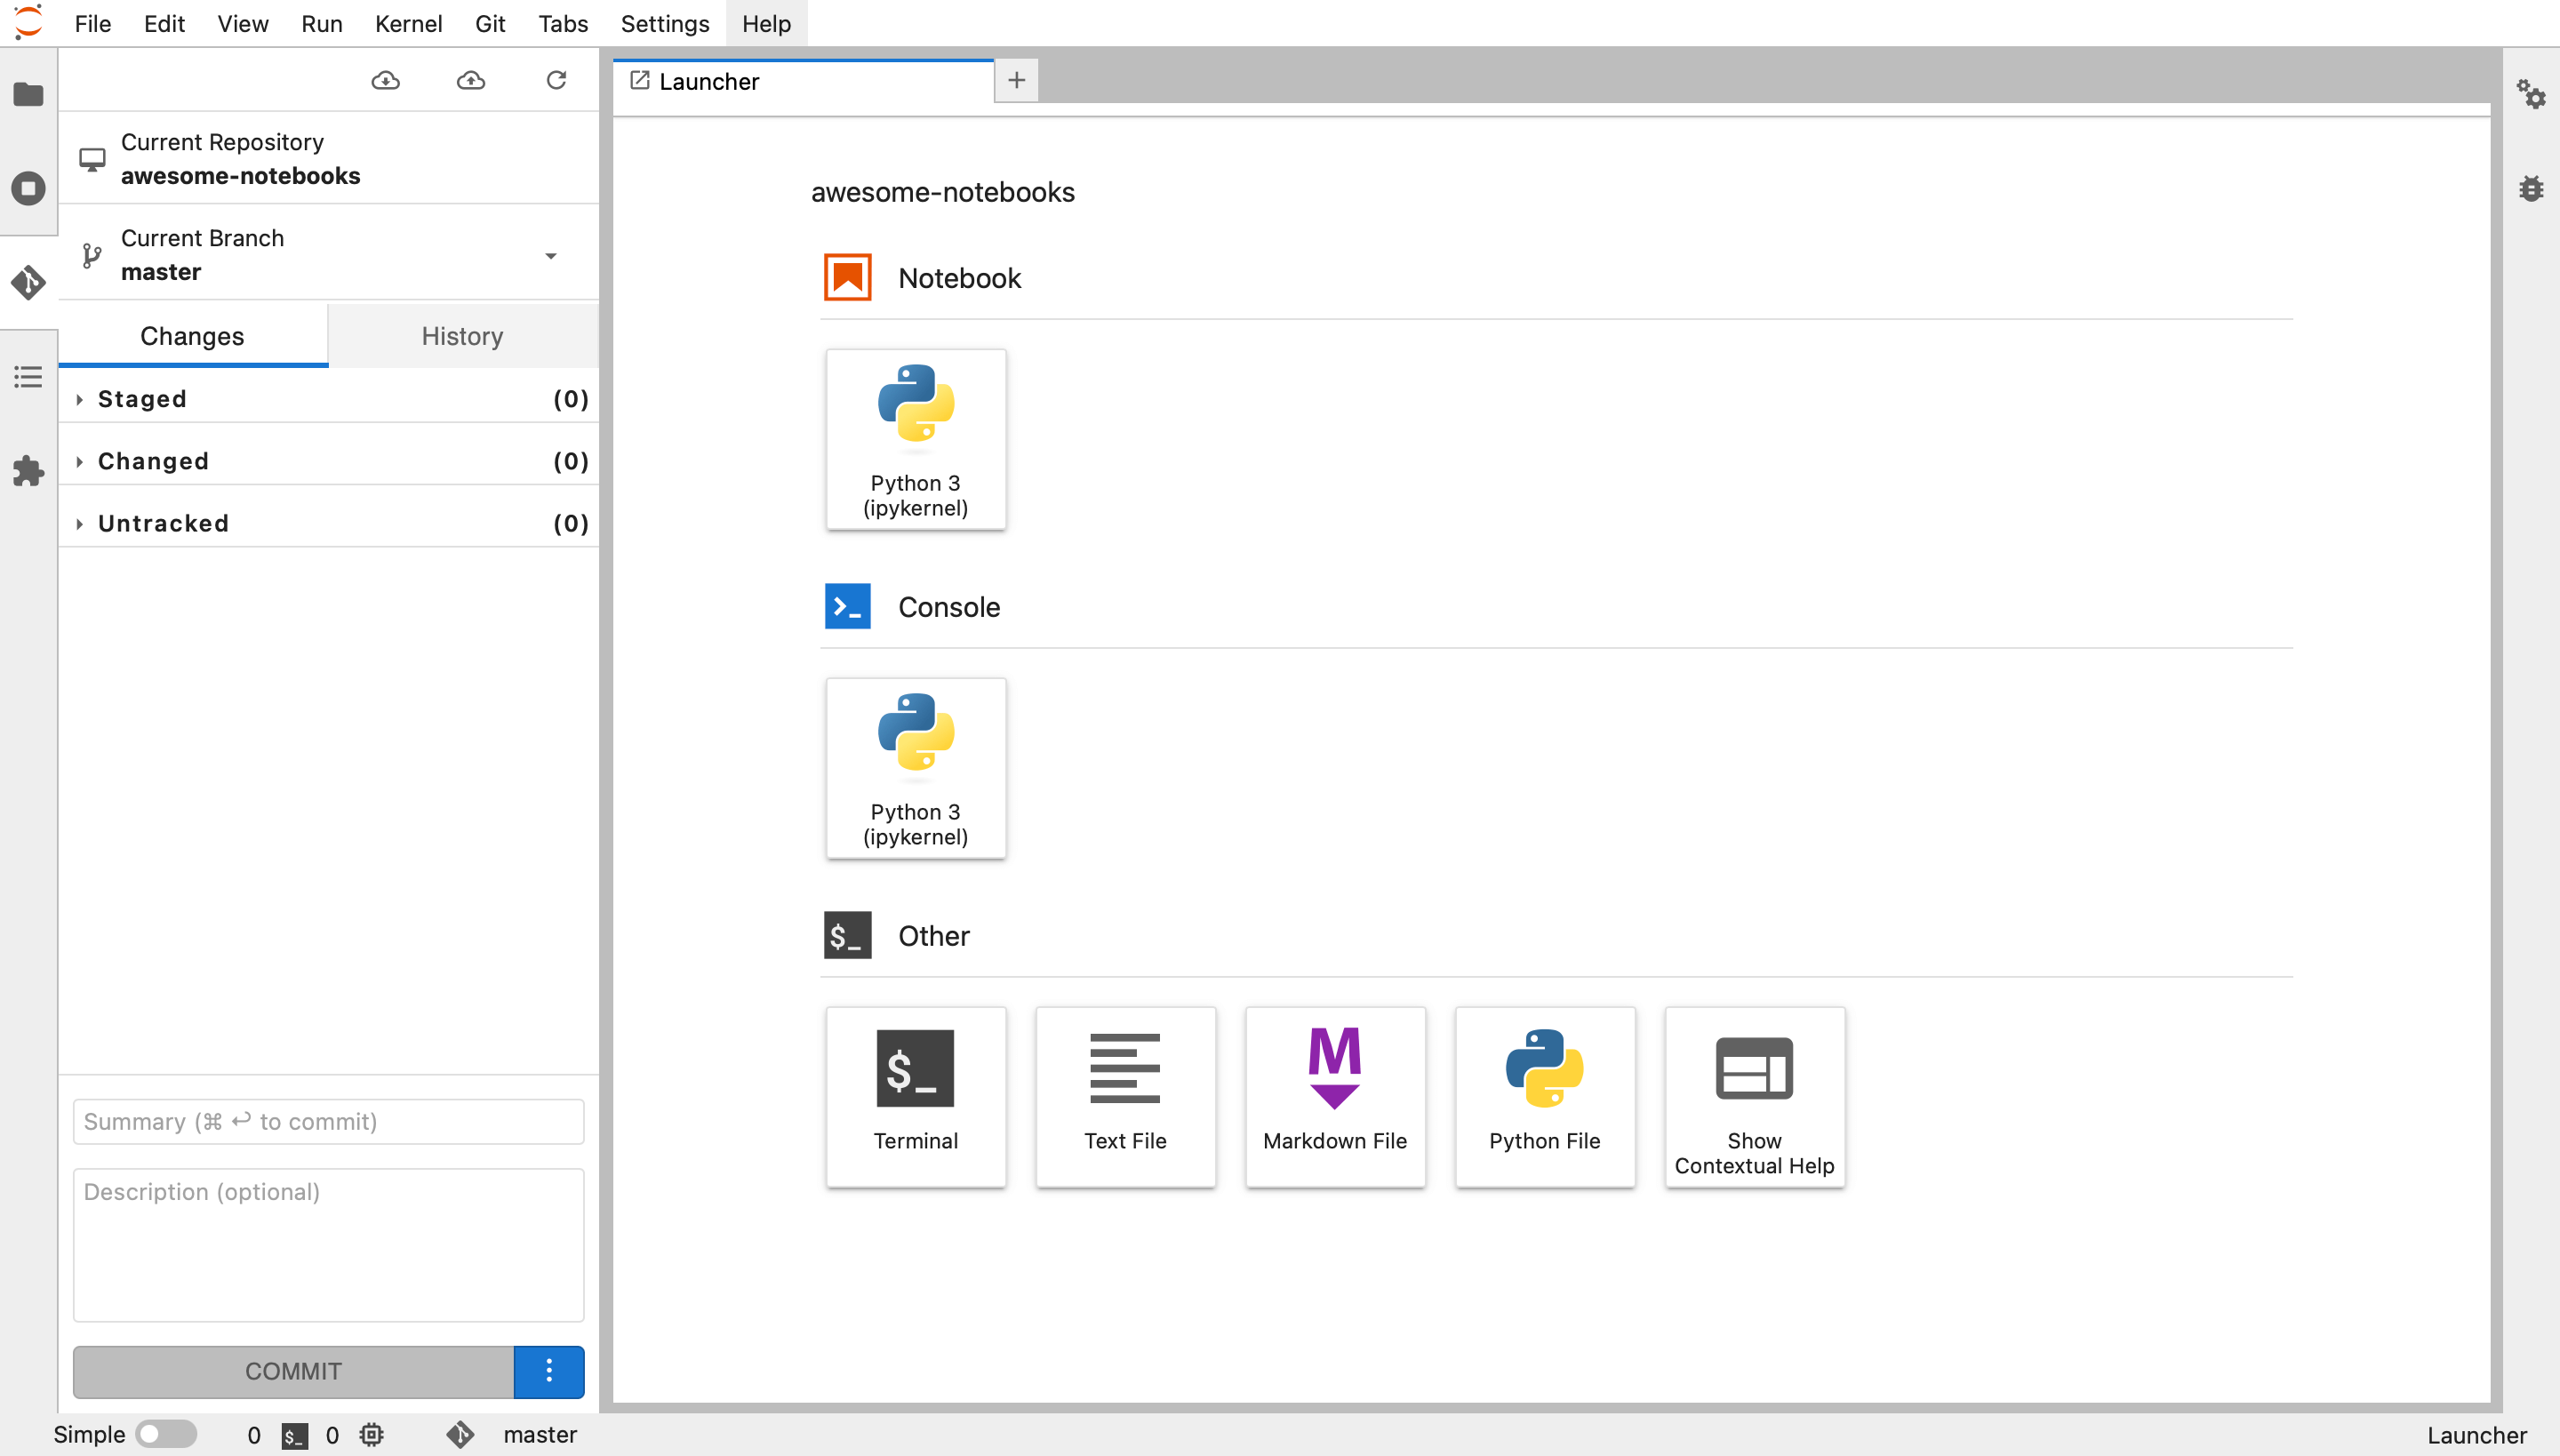 File Edit View Run Kernel Git Tabs Settings Help
Current Repository
awesome-notebooks
Current Branch
master
Changes History
Staged (0)
Changed (0)
Untracked (0)
Summary (⌘ ↩ to commit)
Description (optional)
COMMIT
Launcher
awesome-notebooks
Notebook
Python 3
(ipykernel)
>_ Console
Python 3
(ipykernel)
$_ Other
$_
Terminal
Text File
M
Markdown File
Python File
Show
Contextual Help
Simple 0 $_ 0 master Launcher